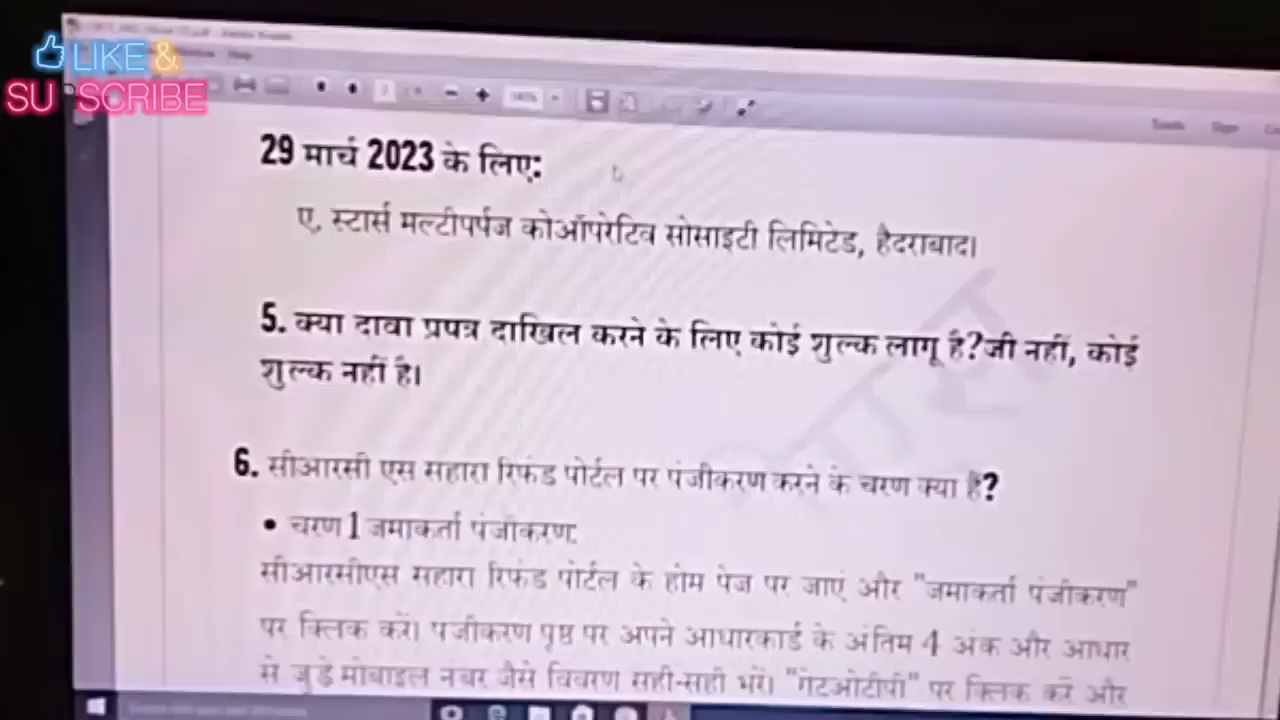 LIKE &
SU SCRIBE
29 मार्च 2023 के लिए:
ए, स्टार्स मल्टीपर्पज कोऑपरेटिव सोसाइटी लिमिटेड, हैदराबाद।
5. क्या दावा प्रपत्र दाखिल करने के लिए कोई शुल्क लागू है?जी नहीं, कोई
शुल्क नहीं है।
6. सीआरसी एस सहारा रिफंड पोर्टल पर पंजीकरण करने के चरण क्या है?
• चरण 1 जमाकर्ता पंजीकरण:
सीआरसीएस सहारा रिफंड पोर्टल के होम पेज पर जाएं और "जमाकर्ता पंजीकरण"
पर क्लिक करें। पंजीकरण पृष्ठ पर अपने आधारकार्ड के अंतिम 4 अंक और आधार
से जुड़े मोबाइल नंबर जैसे विवरण सही-सही भरें। "गेटओटीपी" पर क्लिक करें और